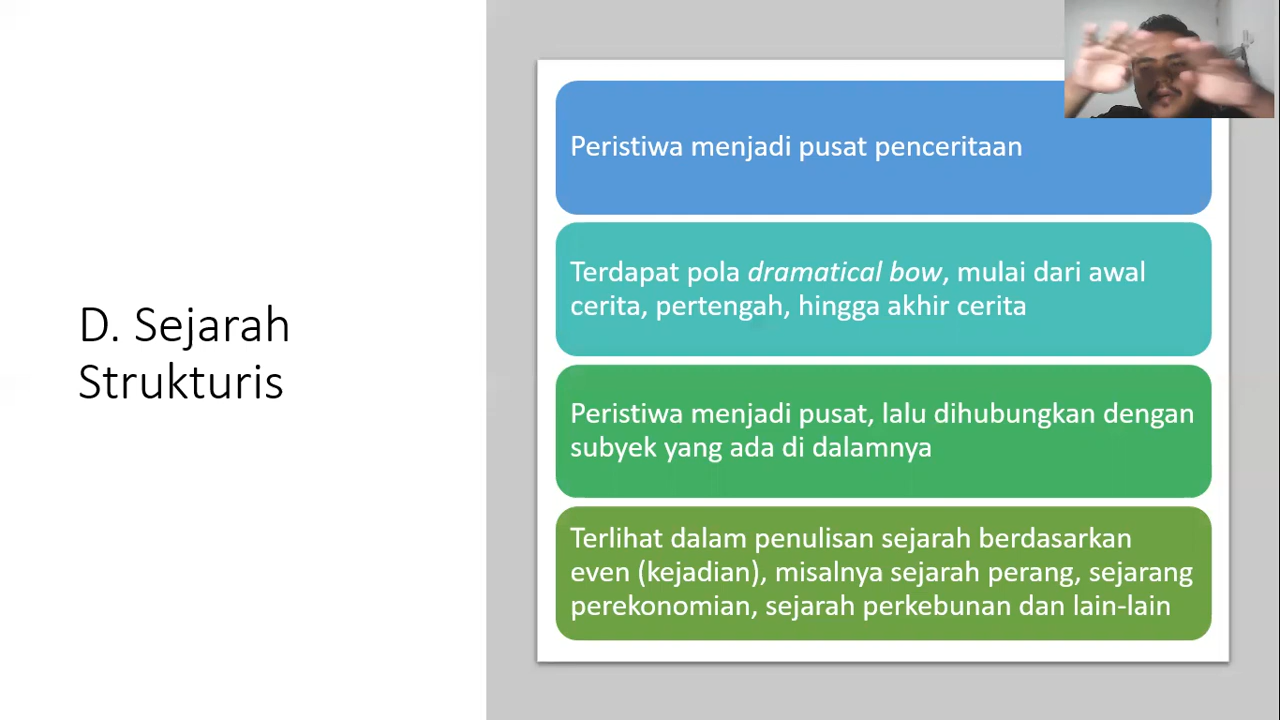 D. Sejarah
Strukturis
Peristiwa menjadi pusat penceritaan
Terdapat pola dramatical bow, mulai dari awal
cerita, pertengah, hingga akhir cerita
Peristiwa menjadi pusat, lalu dihubungkan dengan
subyek yang ada di dalamnya
Terlihat dalam penulisan sejarah berdasarkan
even (kejadian), misalnya sejarah perang, sejarang
perekonomian, sejarah perkebunan dan lain-lain